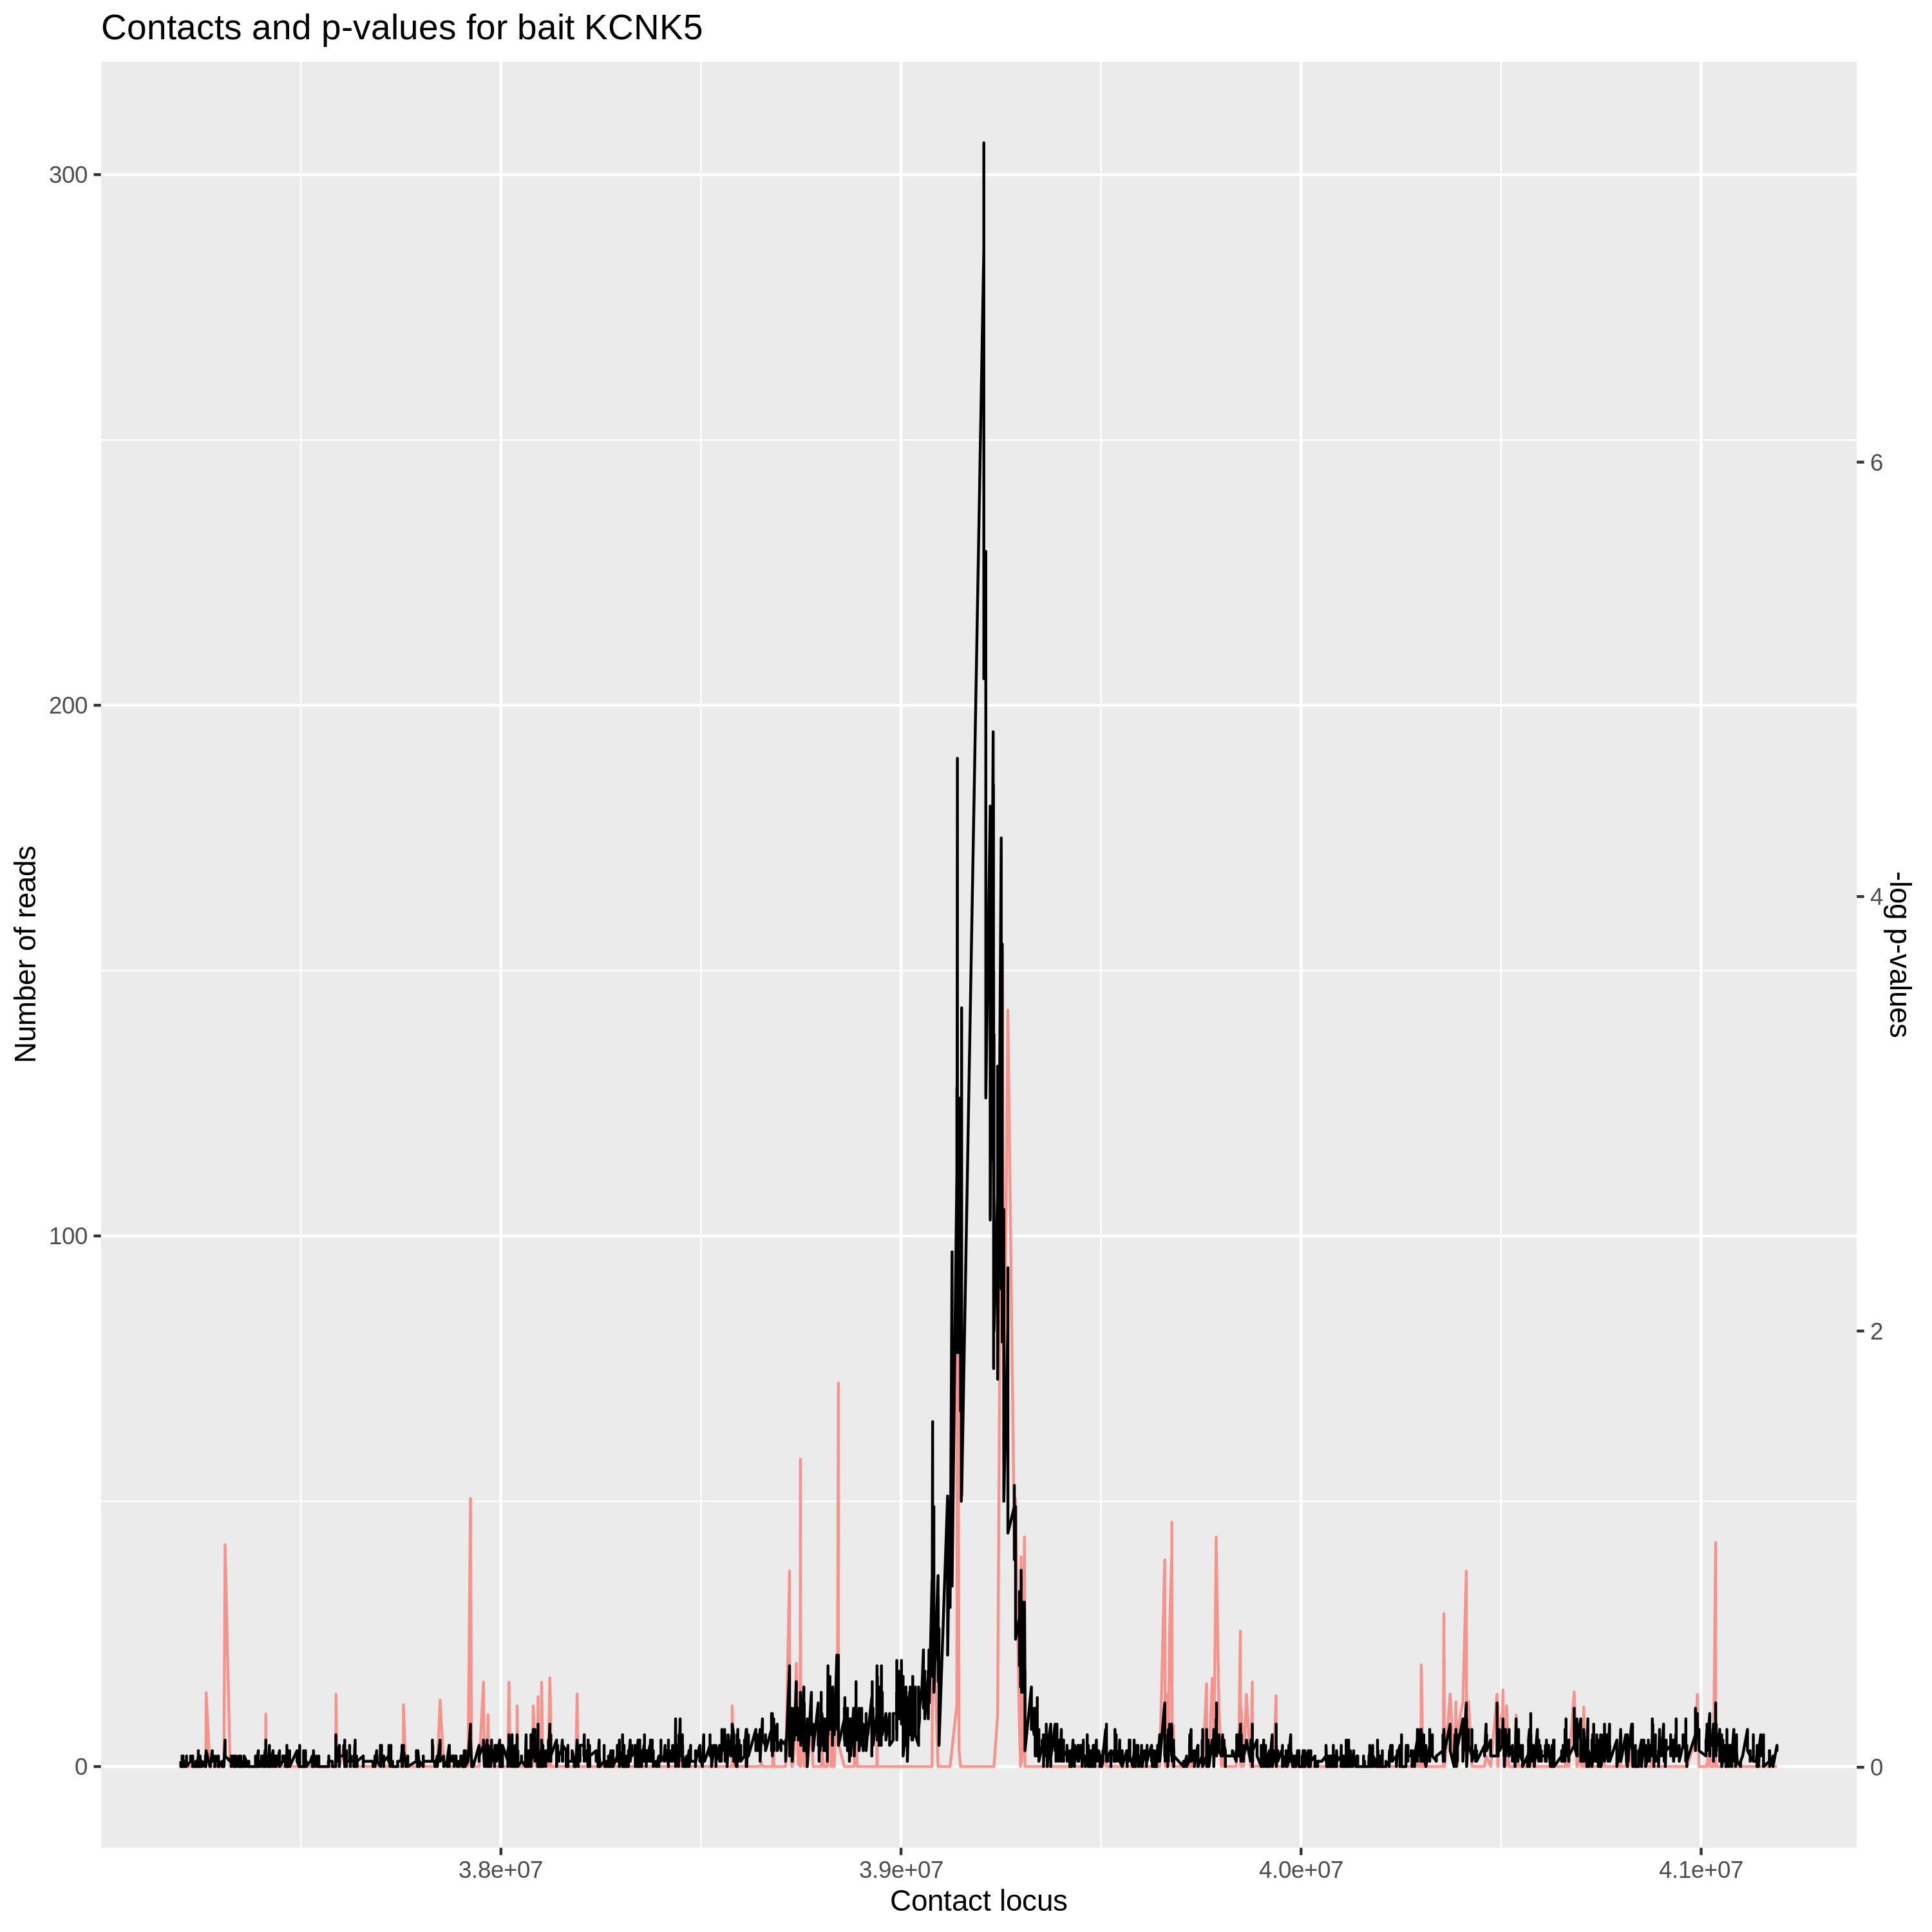 Contacts and p-values for bait KCNK5
300
200
100
0
Number of reads
6
4
2
0
-log p-values
3.8e+07
3.9e+07
4.0e+07
4.1e+07
Contact locus